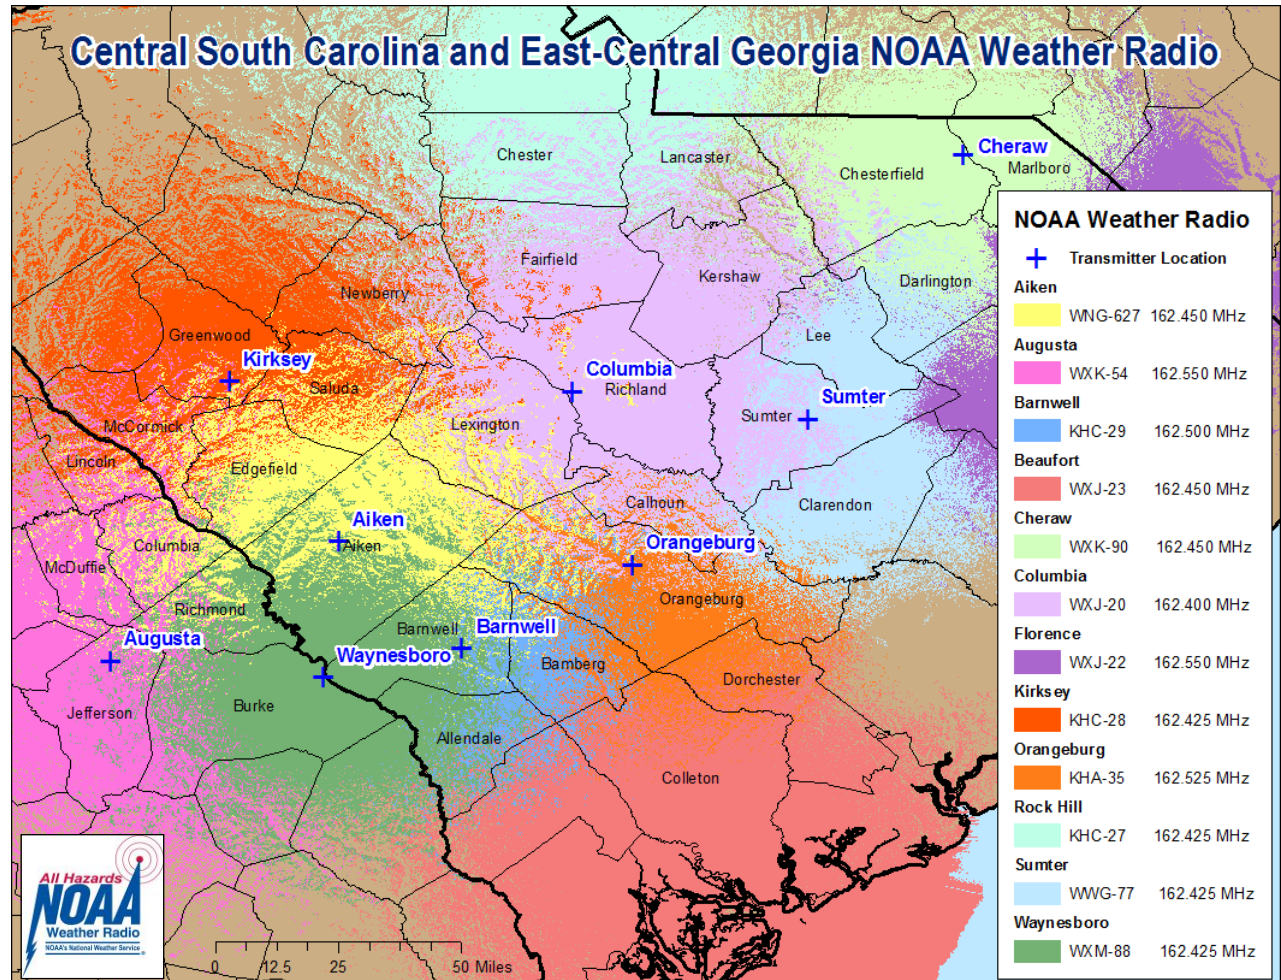 Central South Carolina and East-Central Georgia NOAA Weather Radio
Chester
Lancaster
Cheraw
Marlboro
Chesterfield
Fairfield
Kershaw
Darlington
Newberry
Greenwood
Lee
Kirksey
Saluda
Columbia
Richland
Sumter
Sumter
McCormick
Lexington
Lincoln
Edgefield
Calhoun
Clarendon
Aiken
Aiken
Columbia
Orangeburg
McDuffie
Richmond
Orangeburg
Barnwell
Barnwell
Augusta
Waynesboro
Bamberg
Dorchester
Jefferson
Burke
Allendale
Colleton
NOAA Weather Radio
Transmitter Location
Aiken
WNG-627 162.450 MHz
Augusta
WXK-54 162.550 MHz
Barnwell
KHC-29 162.500 MHz
Beaufort
WXJ-23 162.450 MHz
Cheraw
WXK-90 162.450 MHz
Columbia
WXJ-20 162.400 MHz
Florence
WXJ-22 162.550 MHz
Kirksey
KHC-28 162.425 MHz
Orangeburg
KHA-35 162.525 MHz
Rock Hill
KHC-27 162.425 MHz
Sumter
WWG-77 162.425 MHz
Waynesboro
WXM-88 162.425 MHz
All Hazards
NOAA
Weather Radio
NOAA's National Weather Service
0 12.5 25 50 Miles